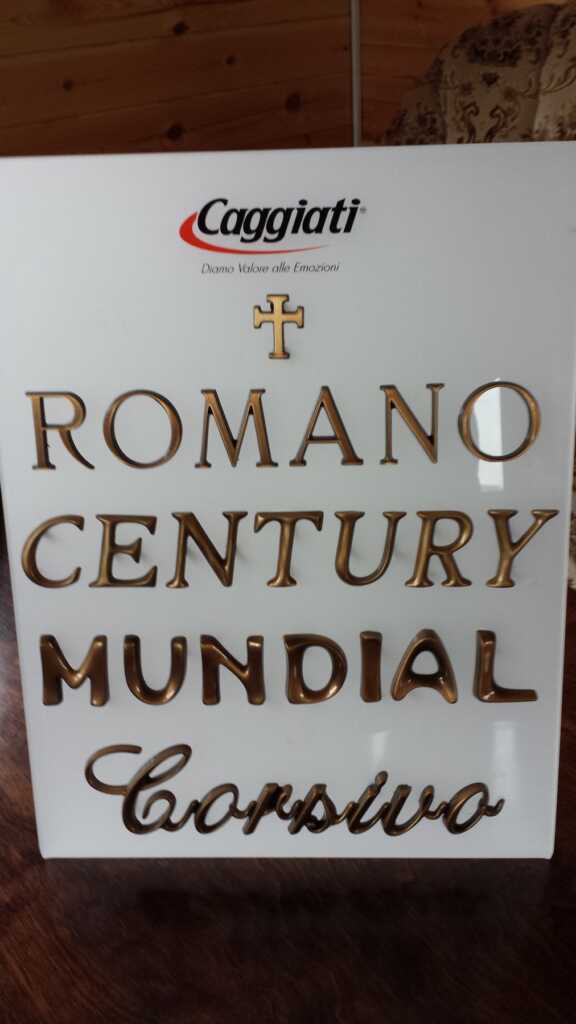 Caggiati®
Diamo Valore alle Emozioni
ROMANO
CENTURY
MUNDIAL
Corsivo